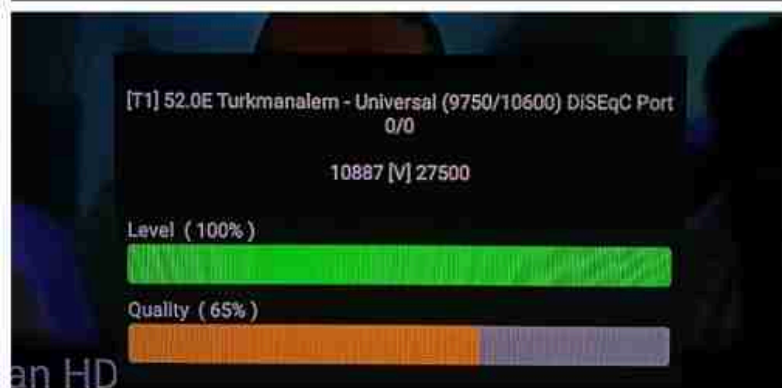 [T1] 52.0E Turkmanalem - Universal (9750/10600) DiSEqC Port
0/0
10887 [V] 27500
Level ( 100% )
Quality ( 65% )
an HD